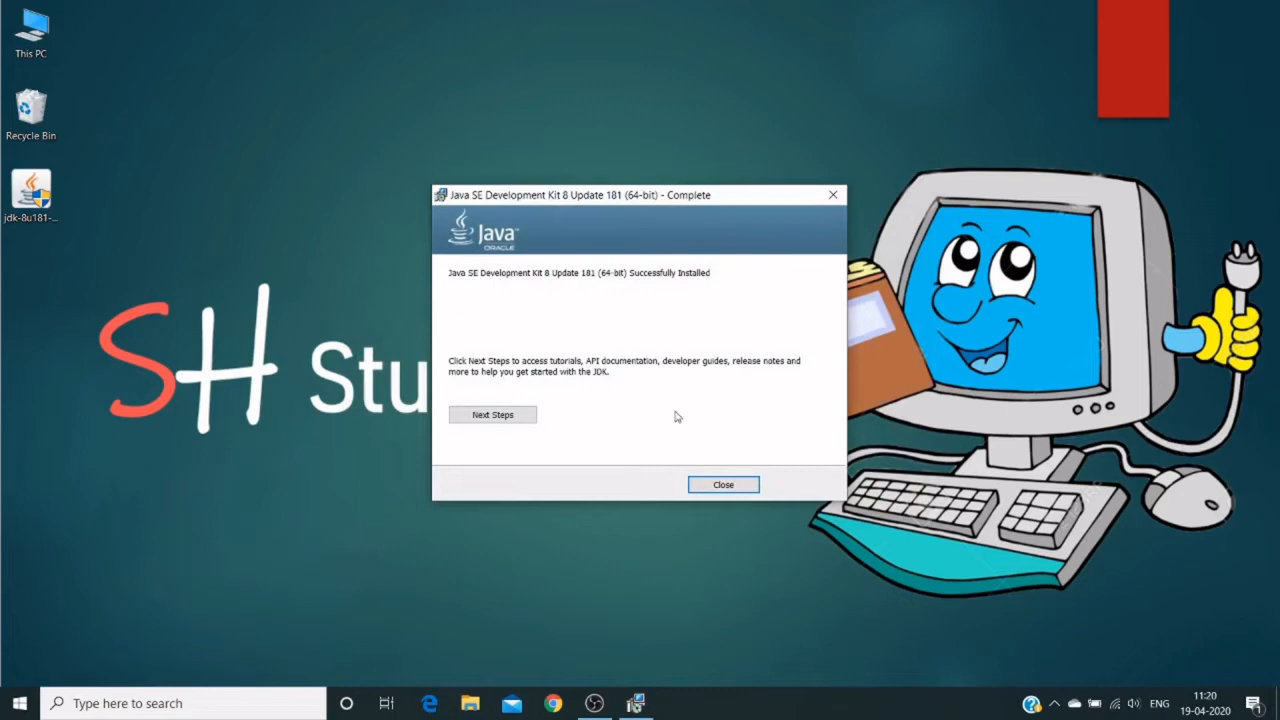 This PC
Recycle Bin
jdk-8u181-...
SH Stu
Java SE Development Kit 8 Update 181 (64-bit) - Complete
Java™
ORACLE
Java SE Development Kit 8 Update 181 (64-bit) Successfully Installed
Click Next Steps to access tutorials, API documentation, developer guides, release notes and
more to help you get started with the JDK.
Next Steps
Close
Type here to search
ENG
11:20
19-04-2020
1